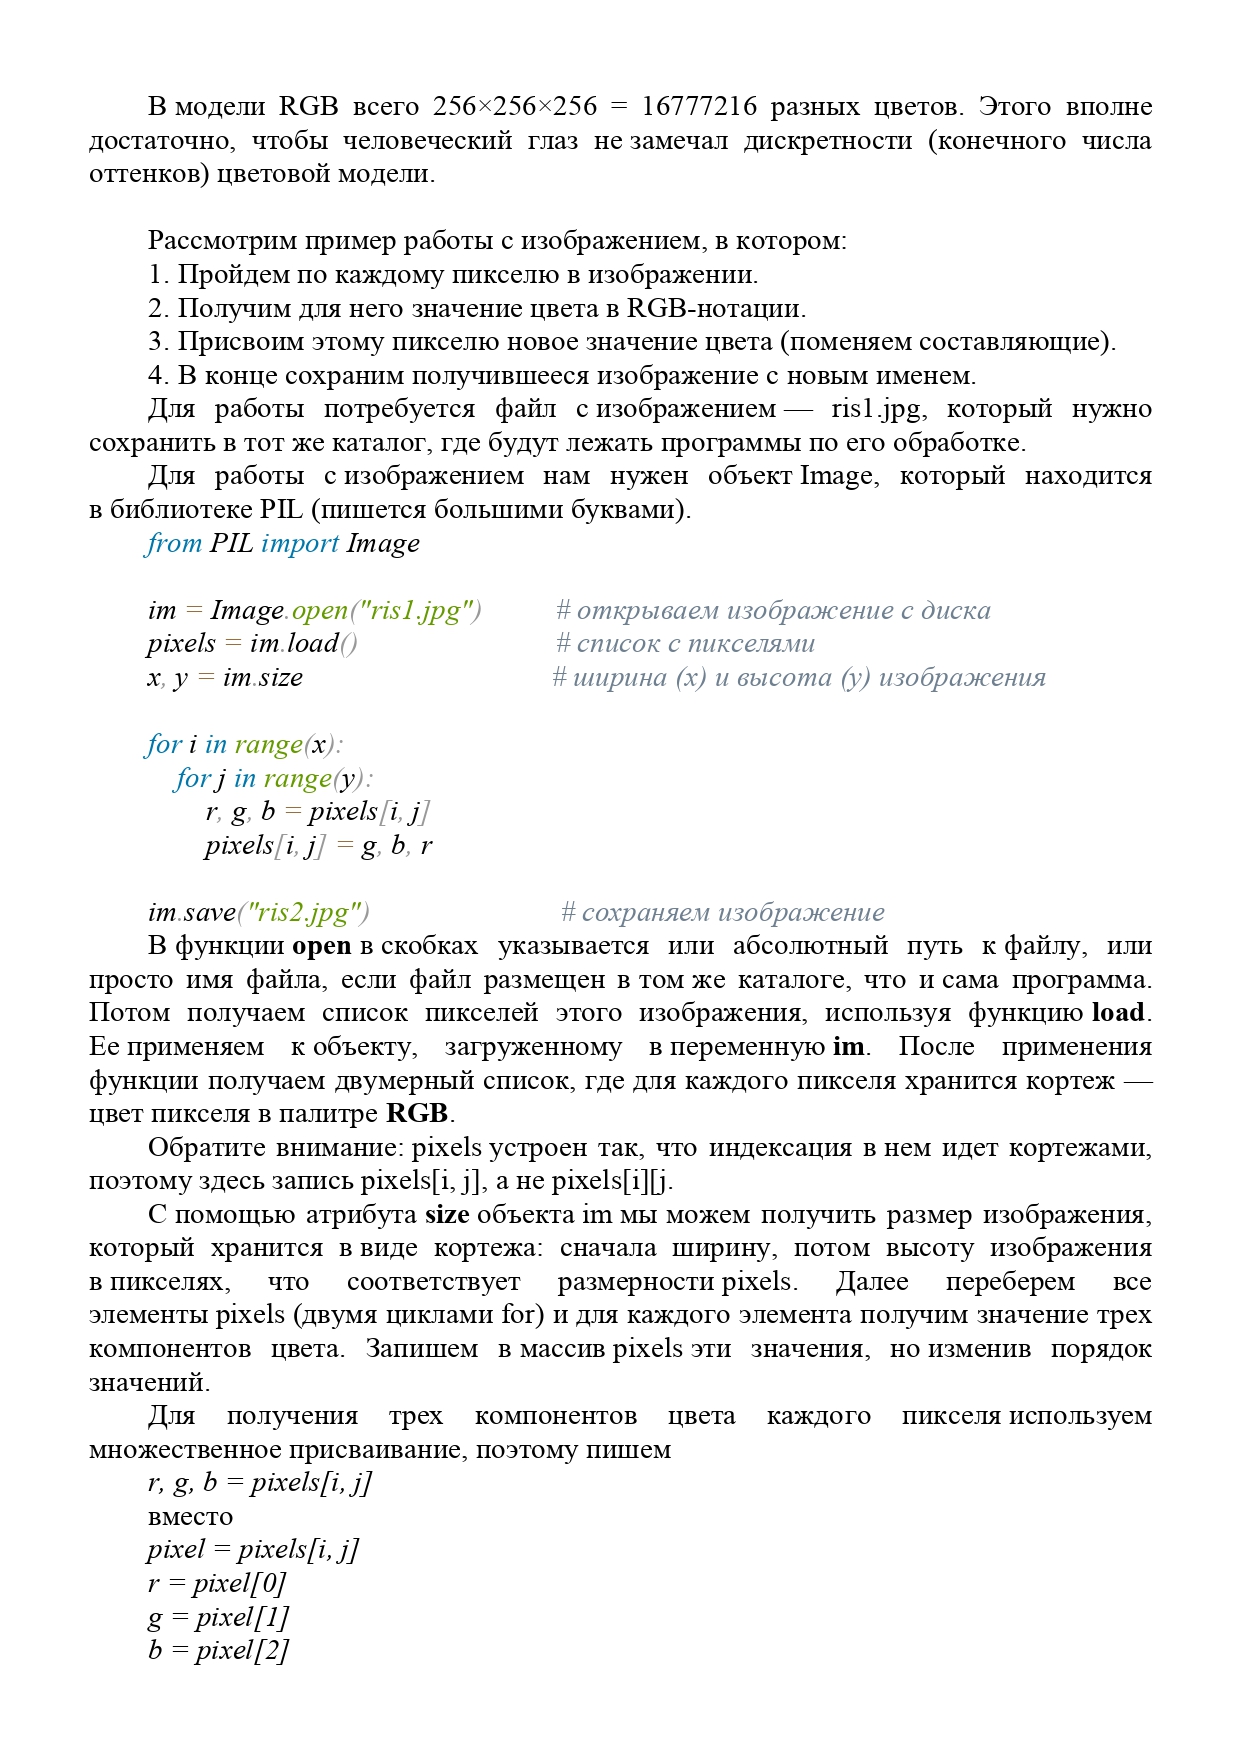 В модели RGB всего 256×256×256 = 16777216 разных цветов. Этого вполне
достаточно, чтобы человеческий глаз не замечал дискретности (конечного числа
оттенков) цветовой модели.
Рассмотрим пример работы с изображением, в котором:
1. Пройдем по каждому пикселю в изображении.
2. Получим для него значение цвета в RGB-нотации.
3. Присвоим этому пикселю новое значение цвета (поменяем составляющие).
4. В конце сохраним получившееся изображение с новым именем.
Для работы потребуется файл с изображением — ris1.jpg, который нужно
сохранить в тот же каталог, где будут лежать программы по его обработке.
Для работы с изображением нам нужен объект Image, который находится
в библиотеке PIL (пишется большими буквами).
from PIL import Image
im = Image.open("ris1.jpg") # открываем изображение с диска
pixels = im.load() # список с пикселями
x, y = im.size # ширина (x) и высота (y) изображения
for i in range(x):
for j in range(y):
r, g, b = pixels[i, j]
pixels[i, j] = g, b, r
im.save("ris2.jpg") # сохраняем изображение
В функции open в скобках указывается или абсолютный путь к файлу, или
просто имя файла, если файл размещен в том же каталоге, что и сама программа.
Потом получаем список пикселей этого изображения, используя функцию load.
Ее применяем к объекту, загруженному в переменную im. После применения
функции получаем двумерный список, где для каждого пикселя хранится кортеж —
цвет пикселя в палитре RGB.
Обратите внимание: pixels устроен так, что индексация в нем идет кортежами,
поэтому здесь запись pixels[i, j], а не pixels[i][j.
С помощью атрибута size объекта im мы можем получить размер изображения,
который хранится в виде кортежа: сначала ширину, потом высоту изображения
в пикселях, что соответствует размерности pixels. Далее переберем все
элементы pixels (двумя циклами for) и для каждого элемента получим значение трех
компонентов цвета. Запишем в массив pixels эти значения, но изменив порядок
значений.
Для получения трех компонентов цвета каждого пикселя используем
множественное присваивание, поэтому пишем
r, g, b = pixels[i, j]
вместо
pixel = pixels[i, j]
r = pixel[0]
g = pixel[1]
b = pixel[2]